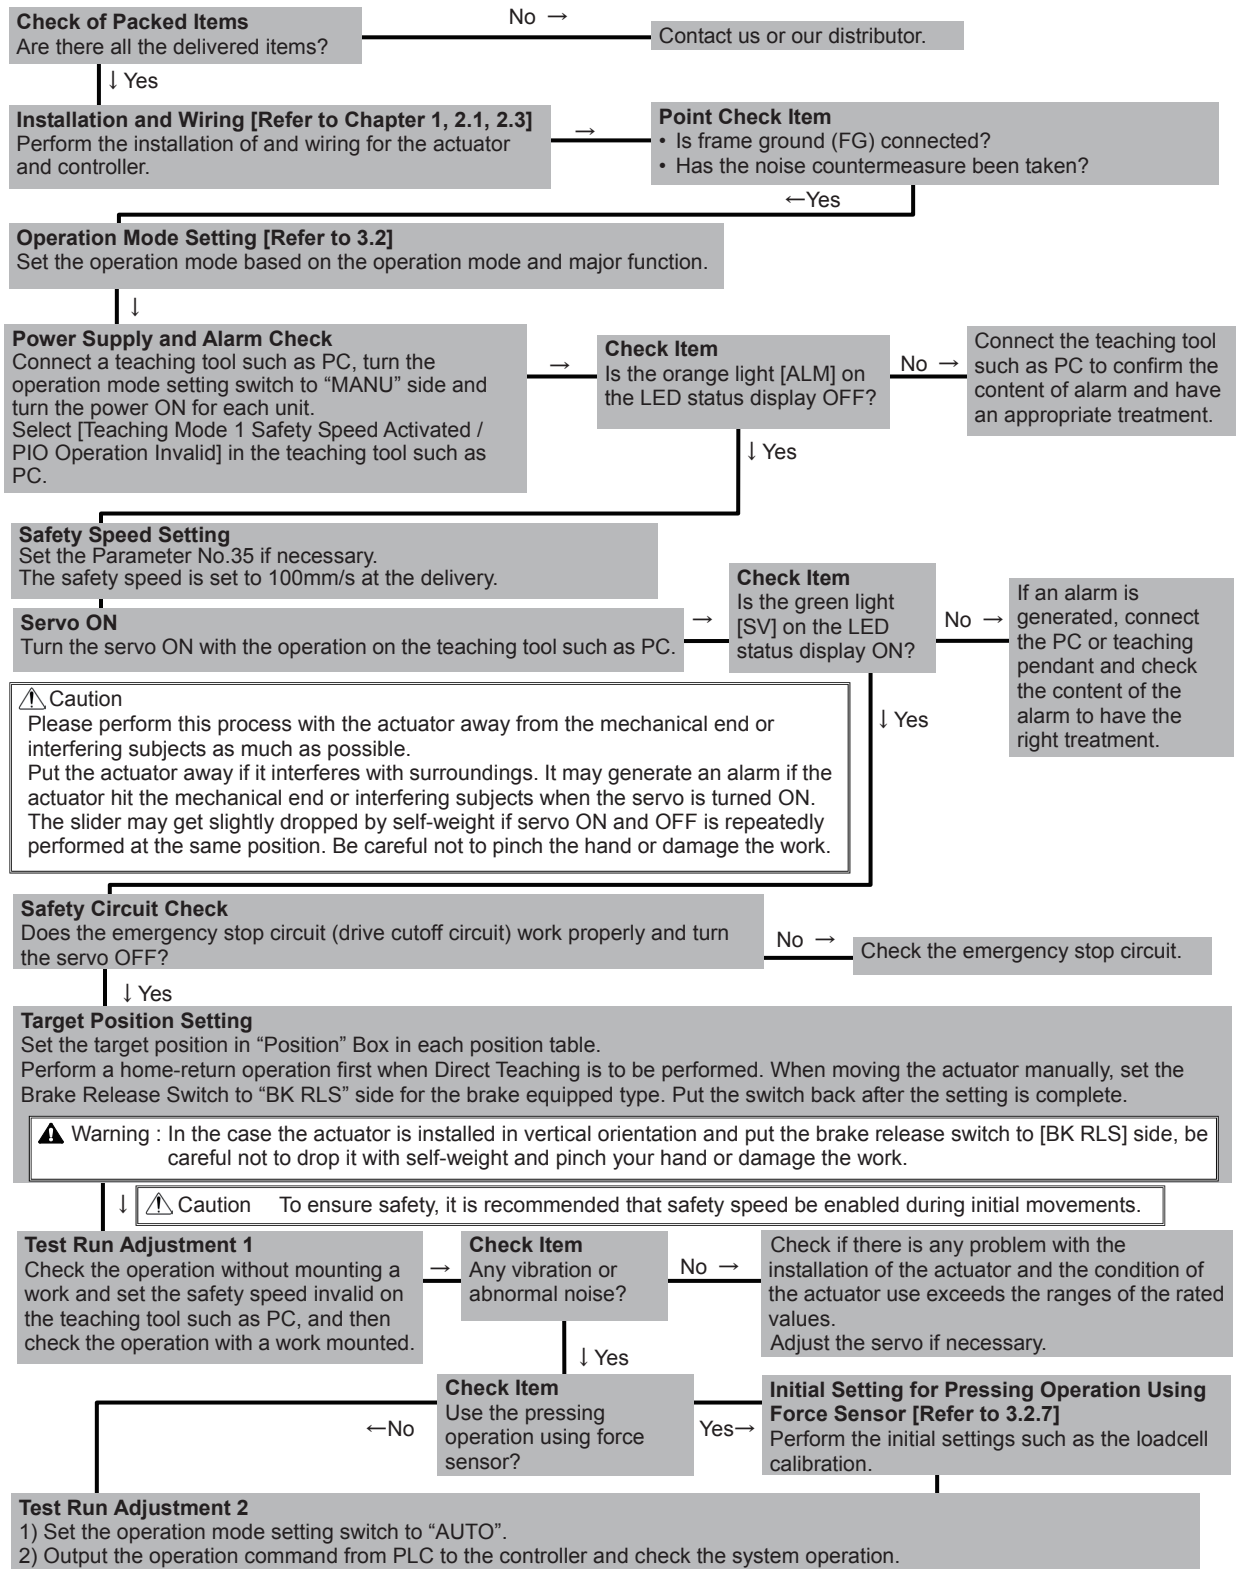 Check of Packed Items
Are there all the delivered items?
No →
Contact us or our distributor.
↓ Yes
Installation and Wiring [Refer to Chapter 1, 2.1, 2.3]
Perform the installation of and wiring for the actuator
and controller.
→
Point Check Item
• Is frame ground (FG) connected?
• Has the noise countermeasure been taken?
←Yes
Operation Mode Setting [Refer to 3.2]
Set the operation mode based on the operation mode and major function.
↓
Power Supply and Alarm Check
Connect a teaching tool such as PC, turn the
operation mode setting switch to “MANU” side and
turn the power ON for each unit.
Select [Teaching Mode 1 Safety Speed Activated /
PIO Operation Invalid] in the teaching tool such as
PC.
→
Check Item
Is the orange light [ALM] on
the LED status display OFF?
No →
Connect the teaching tool
such as PC to confirm the
content of alarm and have
an appropriate treatment.
↓ Yes
Safety Speed Setting
Set the Parameter No.35 if necessary.
The safety speed is set to 100mm/s at the delivery.
Servo ON
Turn the servo ON with the operation on the teaching tool such as PC.
→
Check Item
Is the green light
[SV] on the LED
status display ON?
No →
If an alarm is
generated, connect
the PC or teaching
pendant and check
the content of the
alarm to have the
right treatment.
↓ Yes
Caution
Please perform this process with the actuator away from the mechanical end or
interfering subjects as much as possible.
Put the actuator away if it interferes with surroundings. It may generate an alarm if the
actuator hit the mechanical end or interfering subjects when the servo is turned ON.
The slider may get slightly dropped by self-weight if servo ON and OFF is repeatedly
performed at the same position. Be careful not to pinch the hand or damage the work.
Safety Circuit Check
Does the emergency stop circuit (drive cutoff circuit) work properly and turn
the servo OFF?
No →
Check the emergency stop circuit.
↓ Yes
Target Position Setting
Set the target position in “Position” Box in each position table.
Perform a home-return operation first when Direct Teaching is to be performed. When moving the actuator manually, set the
Brake Release Switch to “BK RLS” side for the brake equipped type. Put the switch back after the setting is complete.
Warning : In the case the actuator is installed in vertical orientation and put the brake release switch to [BK RLS] side, be
careful not to drop it with self-weight and pinch your hand or damage the work.
↓
Caution To ensure safety, it is recommended that safety speed be enabled during initial movements.
Test Run Adjustment 1
Check the operation without mounting a
work and set the safety speed invalid on
the teaching tool such as PC, and then
check the operation with a work mounted.
→
Check Item
Any vibration or
abnormal noise?
No →
Check if there is any problem with the
installation of the actuator and the condition of
the actuator use exceeds the ranges of the rated
values.
Adjust the servo if necessary.
↓ Yes
Check Item
Use the pressing
operation using force
sensor?
←No
Yes→
Initial Setting for Pressing Operation Using
Force Sensor [Refer to 3.2.7]
Perform the initial settings such as the loadcell
calibration.
Test Run Adjustment 2
1) Set the operation mode setting switch to “AUTO”.
2) Output the operation command from PLC to the controller and check the system operation.